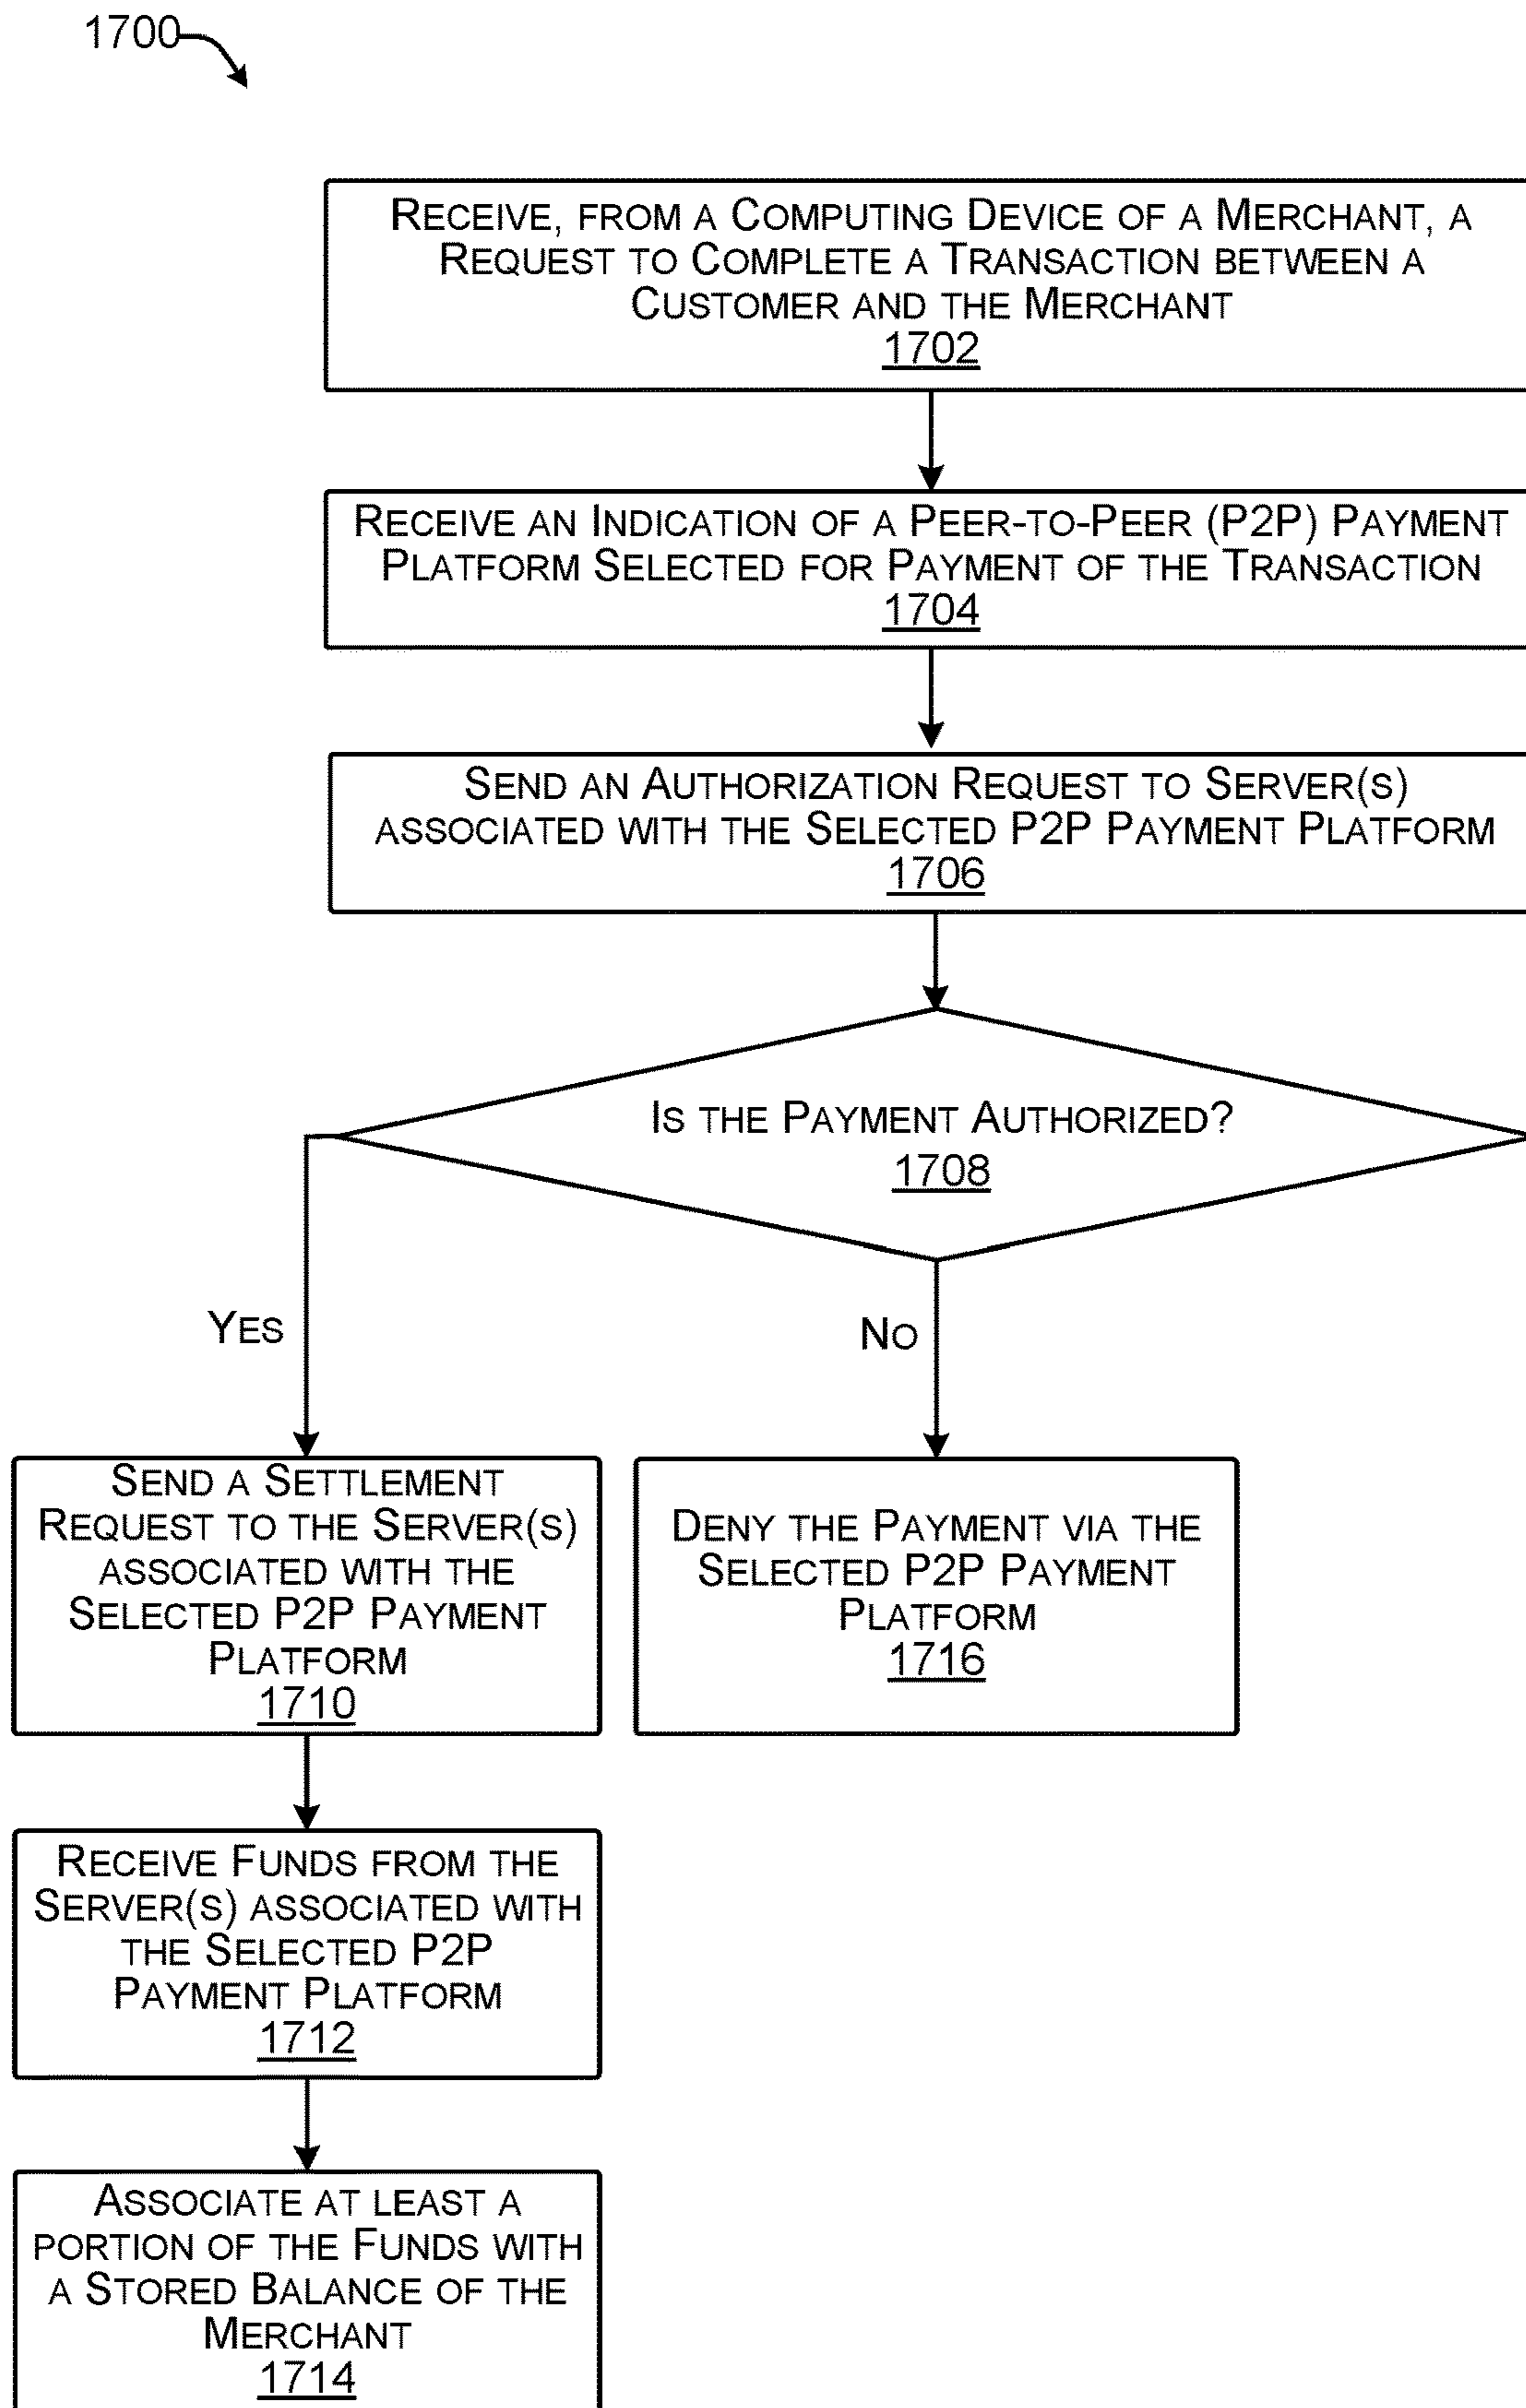 1700
RECEIVE, FROM A COMPUTING DEVICE OF A MERCHANT, A
REQUEST TO COMPLETE A TRANSACTION BETWEEN A
CUSTOMER AND THE MERCHANT
1702
RECEIVE AN INDICATION OF A PEER-TO-PEER (P2P) PAYMENT
PLATFORM SELECTED FOR PAYMENT OF THE TRANSACTION
1704
SEND AN AUTHORIZATION REQUEST TO SERVER(S)
ASSOCIATED WITH THE SELECTED P2P PAYMENT PLATFORM
1706
IS THE PAYMENT AUTHORIZED?
1708
YES
NO
SEND A SETTLEMENT
REQUEST TO THE SERVER(S)
ASSOCIATED WITH THE
SELECTED P2P PAYMENT
PLATFORM
1710
DENY THE PAYMENT VIA THE
SELECTED P2P PAYMENT
PLATFORM
1716
RECEIVE FUNDS FROM THE
SERVER(S) ASSOCIATED WITH
THE SELECTED P2P
PAYMENT PLATFORM
1712
ASSOCIATE AT LEAST A
PORTION OF THE FUNDS WITH
A STORED BALANCE OF THE
MERCHANT
1714